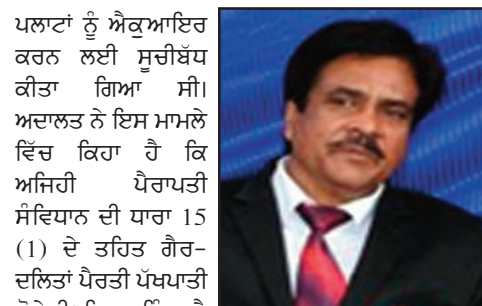 ਪਲਾਟਾਂ ਨੂੰ ਐਕੁਆਇਰ
ਕਰਨ ਲਈ ਸੂਚੀਬੱਧ
ਕੀਤਾ ਗਿਆ ਸੀ।
ਅਦਾਲਤ ਨੇ ਇਸ ਮਾਮਲੇ
ਵਿੱਚ ਕਿਹਾ ਹੈ ਕਿ
ਅਜਿਹੀ ਪੈਰਾਪਤੀ
ਸੰਵਿਧਾਨ ਦੀ ਧਾਰਾ 15
(1) ਦੇ ਤਹਿਤ ਗੈਰ-
ਦਲਿਤਾਂ ਪੈਰਤੀ ਪੱਖਪਾਤੀ